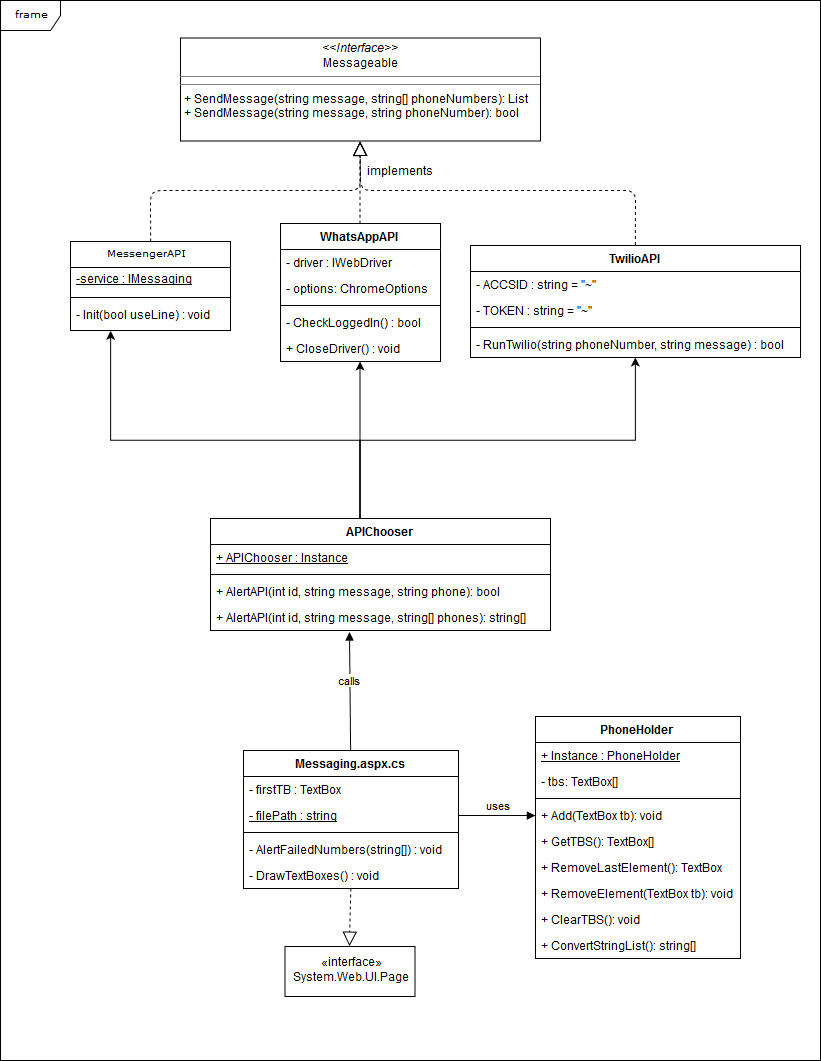 frame
<<Interface>>
Messageable
+ SendMessage(string message, string[] phoneNumbers): List
+ SendMessage(string message, string phoneNumber): bool
implements
MessengerAPI
-service : IMessaging
- Init(bool useLine) : void
WhatsAppAPI
- driver : IWebDriver
- options: ChromeOptions
- CheckLoggedIn() : bool
+ CloseDriver() : void
TwilioAPI
- ACCSID : string = "~"
- TOKEN : string = "~"
- RunTwilio(string phoneNumber, string message) : bool
APIChooser
+ APIChooser : Instance
+ AlertAPI(int id, string message, string phone): bool
+ AlertAPI(int id, string message, string[] phones): string[]
calls
Messaging.aspx.cs
- firstTB : TextBox
- filePath : string
- AlertFailedNumbers(string[]) : void
- DrawTextBoxes() : void
uses
PhoneHolder
+ Instance : PhoneHolder
- tbs: TextBox[]
+ Add(TextBox tb): void
+ GetTBS(): TextBox[]
+ RemoveLastElement(): TextBox
+ RemoveElement(TextBox tb): void
+ ClearTBS(): void
+ ConvertStringList(): string[]
«interface»
System.Web.UI.Page